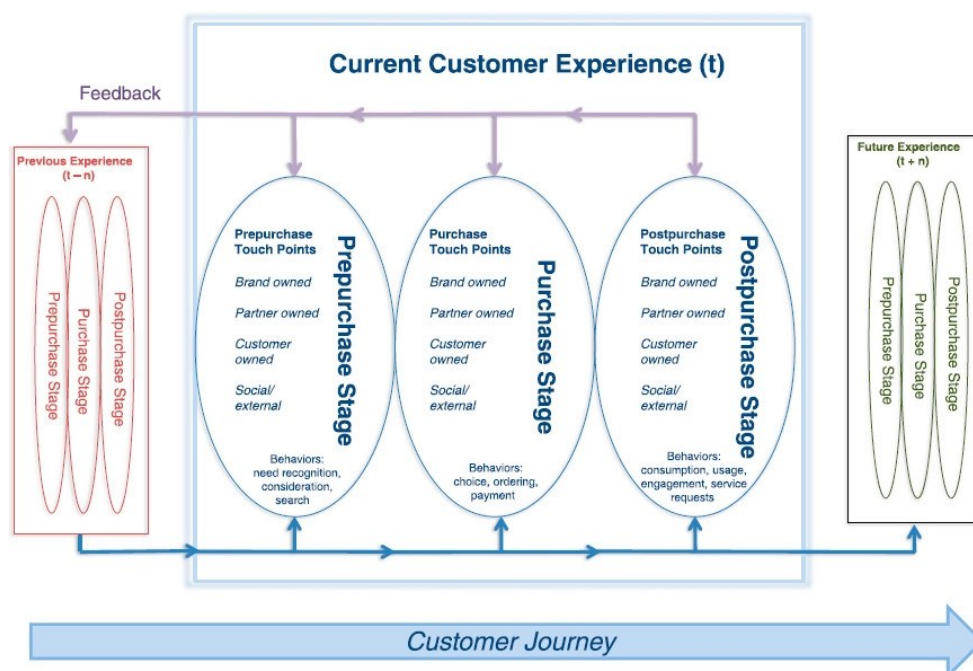 Current Customer Experience (t)
Feedback
Previous Experience
(t – n)
Prepurchase Stage
Purchase Stage
Postpurchase Stage
Prepurchase
Touch Points
Brand owned
Partner owned
Customer
owned
Social/
external
Prepurchase Stage
Behaviors:
need recognition,
consideration,
search
Purchase
Touch Points
Brand owned
Partner owned
Customer
owned
Social/
external
Purchase Stage
Behaviors:
choice, ordering,
payment
Postpurchase
Touch Points
Brand owned
Partner owned
Customer
owned
Social/
external
Postpurchase Stage
Behaviors:
consumption, usage,
engagement, service
requests
Future Experience
(t + n)
Prepurchase Stage
Purchase Stage
Postpurchase Stage
Customer Journey